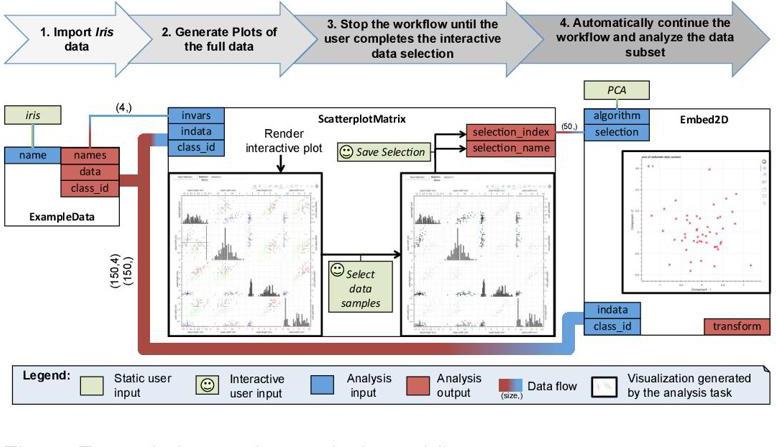 1. Import Iris
data
2. Generate Plots of
the full data
3. Stop the workflow until the
user completes the interactive
data selection
4. Automatically continue the
workflow and analyze the data
subset
iris
name
names
data
class_id
ExampleData
(4,)
(150,4)
(150,)
invars
indata
class_id
ScatterplotMatrix
Render
interactive plot
Save Selection
selection_index
selection_name
Select
data
samples
(50,)
PCA
algorithm
selection
Embed2D
indata
class_id
transform
Legend:
Static user
input
Interactive
user input
Analysis
input
Analysis
output
Data flow
(size,)
Visualization generated
by the analysis task